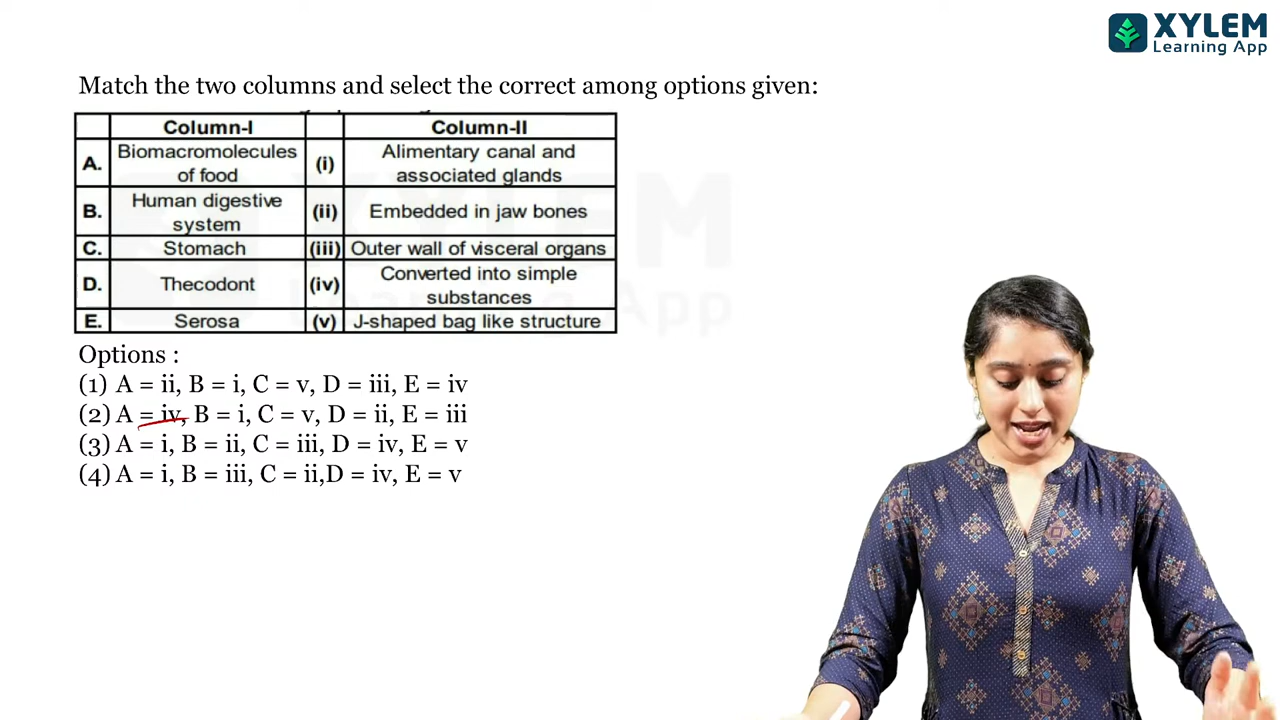 XYLEM
Learning App
Match the two columns and select the correct among options given:
Column-I Column-II
A. Biomacromolecules of food (i) Alimentary canal and associated glands
B. Human digestive system (ii) Embedded in jaw bones
C. Stomach (iii) Outer wall of visceral organs
D. Thecodont (iv) Converted into simple substances
E. Serosa (v) J-shaped bag like structure
Options :
(1) A = ii, B = i, C = v, D = iii, E = iv
(2) A = iv, B = i, C = v, D = ii, E = iii
(3) A = i, B = ii, C = iii, D = iv, E = v
(4) A = i, B = iii, C = ii,D = iv, E = v